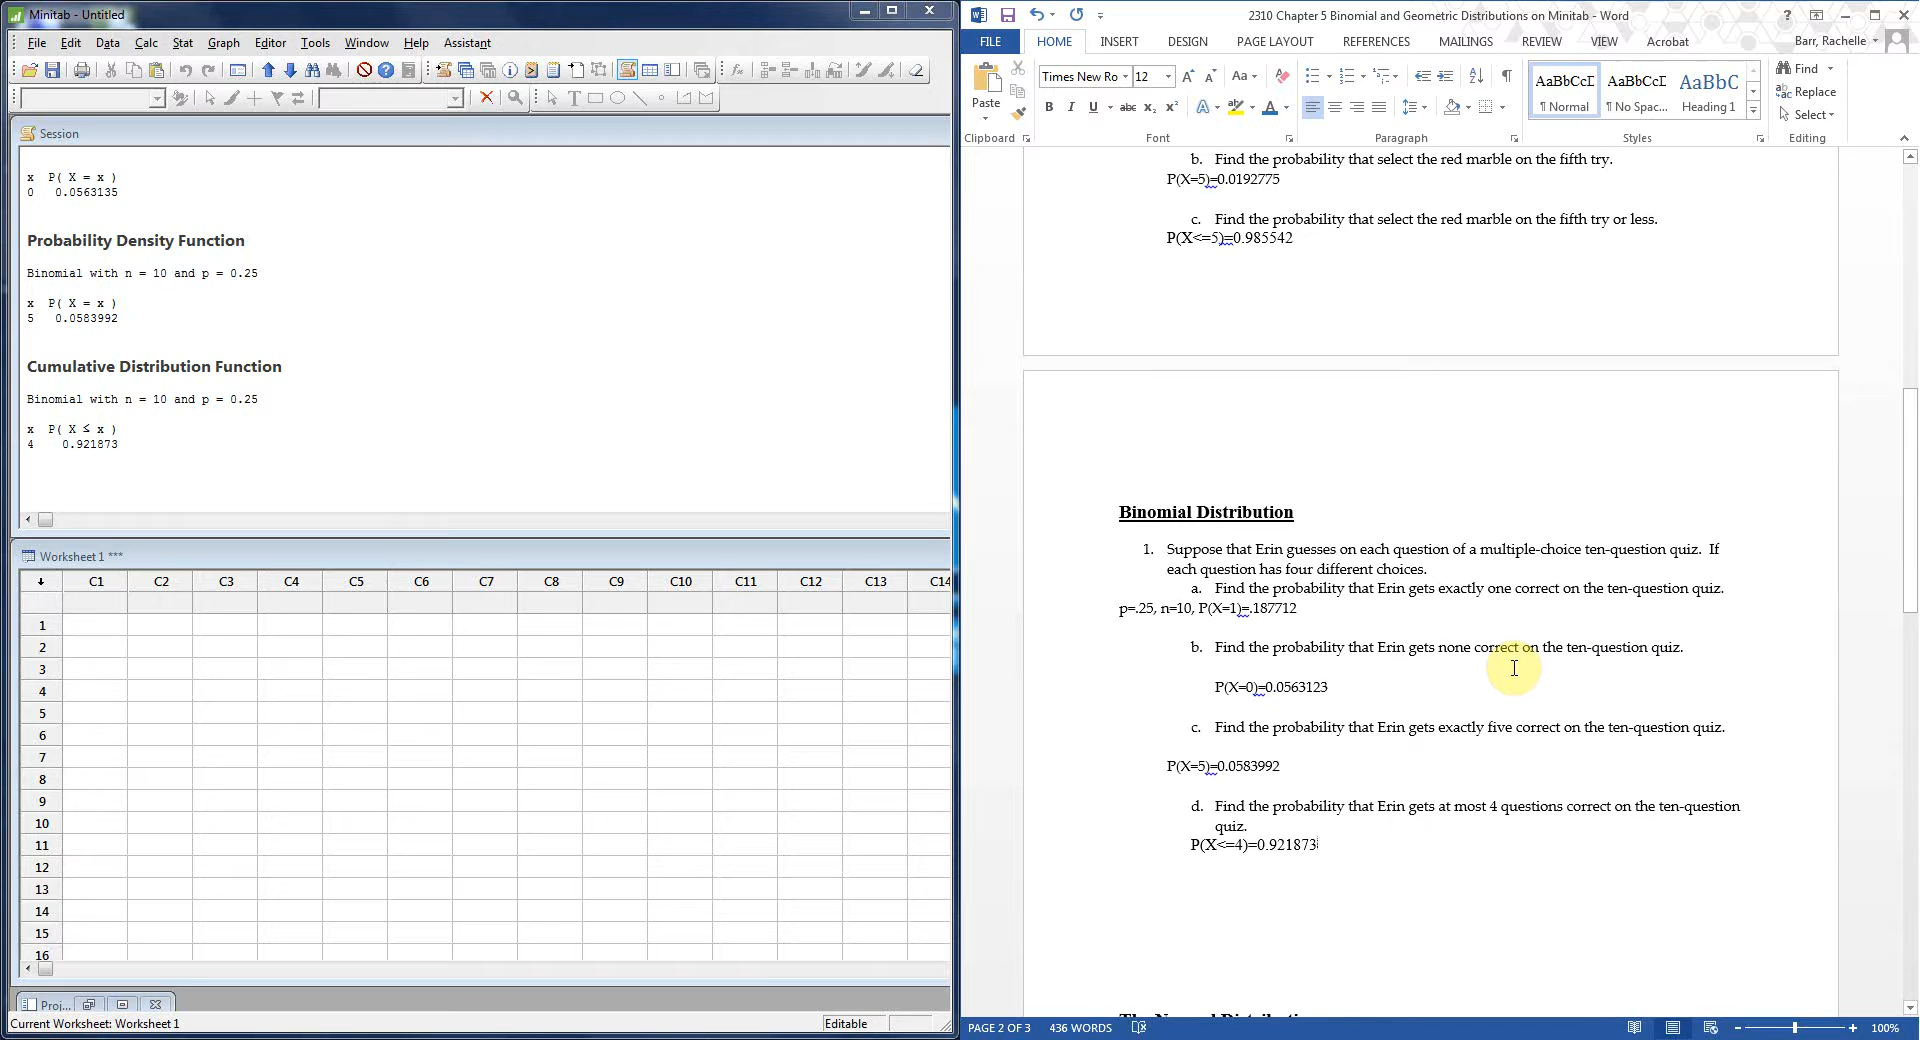 Minitab - Untitled
File Edit Data Calc Stat Graph Editor Tools Window Help Assistant
Session
x P( X = x )
0 0.0563135
Probability Density Function
Binomial with n = 10 and p = 0.25
x P( X = x )
5 0.0583992
Cumulative Distribution Function
Binomial with n = 10 and p = 0.25
x P( X ≤ x )
4 0.921873
Worksheet 1 ***
C1 C2 C3 C4 C5 C6 C7 C8 C9 C10 C11 C12 C13 C14
1
2
3
4
5
6
7
8
9
10
11
12
13
14
15
16
Proj...
Current Worksheet: Worksheet 1
Editable
2310 Chapter 5 Binomial and Geometric Distributions on Minitab - Word
FILE HOME INSERT DESIGN PAGE LAYOUT REFERENCES MAILINGS REVIEW VIEW Acrobat Barr, Rachelle
Paste
Times New Ro 12
AaBbCcD AaBbCcD AaBbC
¶ Normal ¶ No Spac... Heading 1
Find
Replace
Select
Clipboard Font Paragraph Styles Editing
b. Find the probability that select the red marble on the fifth try.
P(X=5)=0.0192775
c. Find the probability that select the red marble on the fifth try or less.
P(X<=5)=0.985542
Binomial Distribution
1. Suppose that Erin guesses on each question of a multiple-choice ten-question quiz. If
each question has four different choices.
a. Find the probability that Erin gets exactly one correct on the ten-question quiz.
p=.25, n=10, P(X=1)=.187712
b. Find the probability that Erin gets none correct on the ten-question quiz.
P(X=0)=0.0563123
c. Find the probability that Erin gets exactly five correct on the ten-question quiz.
P(X=5)=0.0583992
d. Find the probability that Erin gets at most 4 questions correct on the ten-question
quiz.
P(X<=4)=0.921873
PAGE 2 OF 3 436 WORDS
100%